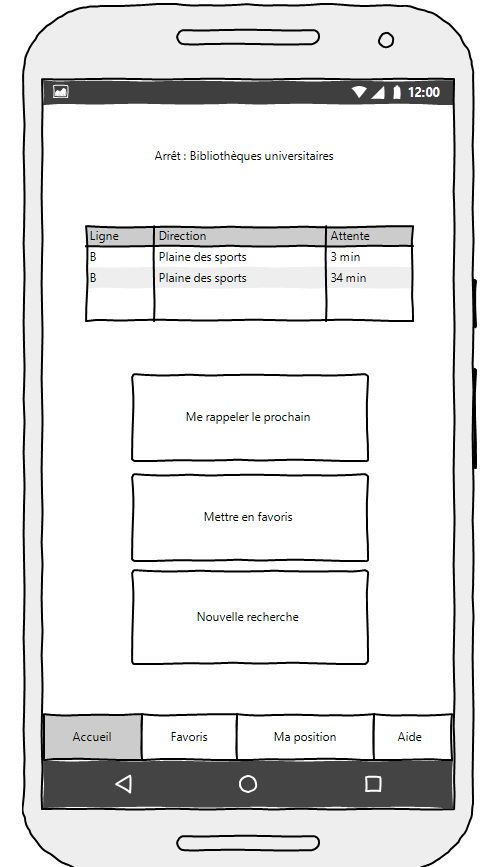 12:00
Arrêt : Bibliothèques universitaires
Ligne Direction Attente
B Plaine des sports 3 min
B Plaine des sports 34 min
Me rappeler le prochain
Mettre en favoris
Nouvelle recherche
Accueil Favoris Ma position Aide